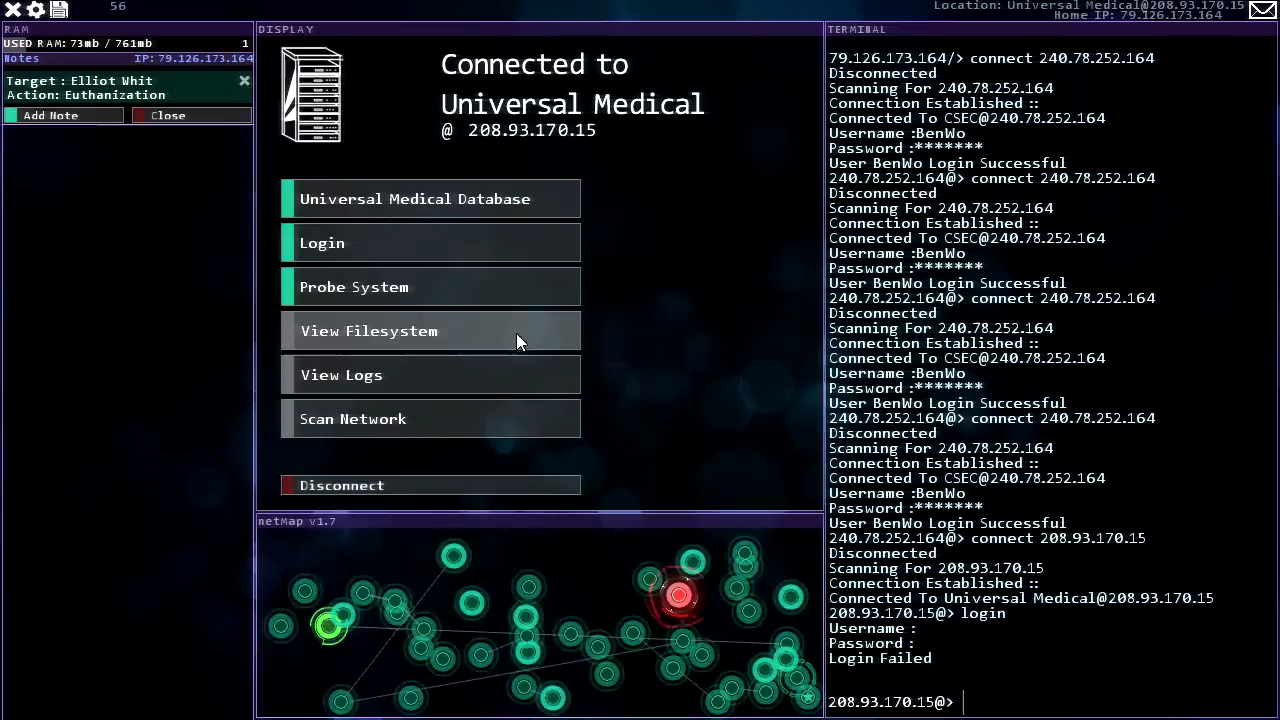 56
Location: Universal Medical@208.93.170.15
Home IP: 79.126.173.164
RAM
USED RAM: 73mb / 761mb 1
Notes IP: 79.126.173.164
Target : Elliot Whit
Action: Euthanization
Add Note
Close
DISPLAY
Connected to
Universal Medical
@ 208.93.170.15
Universal Medical Database
Login
Probe System
View Filesystem
View Logs
Scan Network
Disconnect
netMap v1.7
TERMINAL
79.126.173.164/> connect 240.78.252.164
Disconnected
Scanning For 240.78.252.164
Connection Established ::
Connected To CSEC@240.78.252.164
Username :BenWo
Password :*******
User BenWo Login Successful
240.78.252.164@> connect 240.78.252.164
Disconnected
Scanning For 240.78.252.164
Connection Established ::
Connected To CSEC@240.78.252.164
Username :BenWo
Password :*******
User BenWo Login Successful
240.78.252.164@> connect 240.78.252.164
Disconnected
Scanning For 240.78.252.164
Connection Established ::
Connected To CSEC@240.78.252.164
Username :BenWo
Password :*******
User BenWo Login Successful
240.78.252.164@> connect 240.78.252.164
Disconnected
Scanning For 240.78.252.164
Connection Established ::
Connected To CSEC@240.78.252.164
Username :BenWo
Password :*******
User BenWo Login Successful
240.78.252.164@> connect 208.93.170.15
Disconnected
Scanning For 208.93.170.15
Connection Established ::
Connected To Universal Medical@208.93.170.15
208.93.170.15@> login
Username :
Password :
Login Failed
208.93.170.15@>